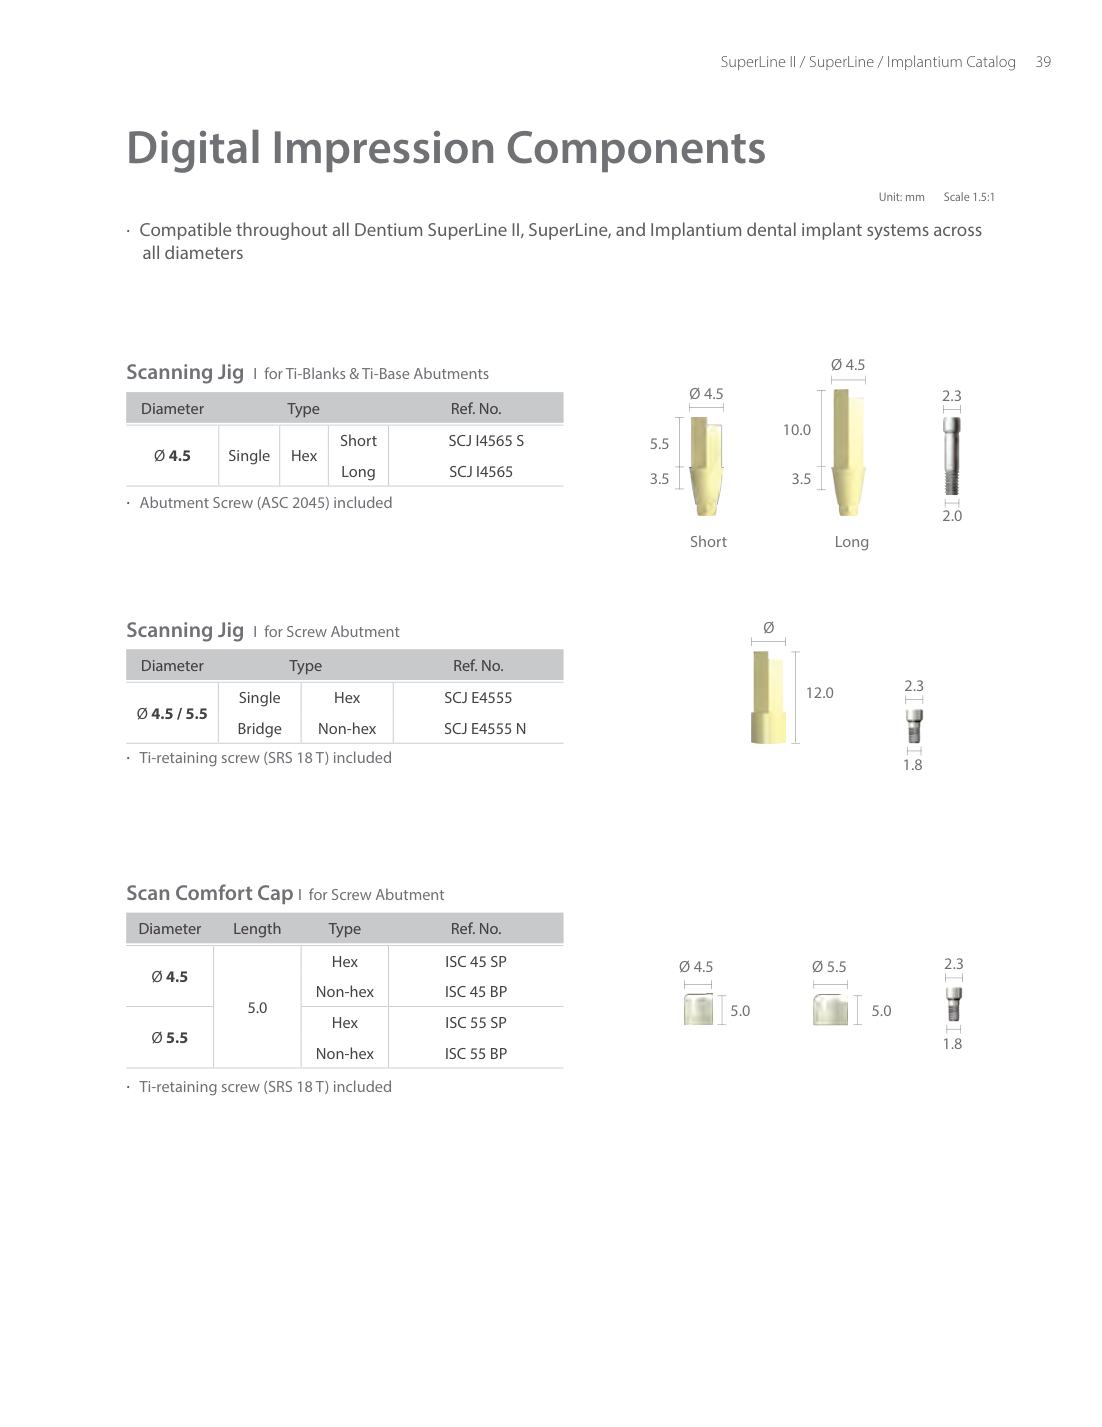 SuperLine II / SuperLine / Implantium Catalog 39
Digital Impression Components
Unit: mm Scale 1.5:1
· Compatible throughout all Dentium SuperLine II, SuperLine, and Implantium dental implant systems across
all diameters
Scanning Jig I for Ti-Blanks & Ti-Base Abutments
Diameter Type Ref. No.
Ø 4.5 Single Hex Short SCJ I4565 S
Long SCJ I4565
· Abutment Screw (ASC 2045) included
Ø 4.5
5.5
3.5
Short
Ø 4.5
10.0
3.5
Long
2.3
2.0
Scanning Jig I for Screw Abutment
Diameter Type Ref. No.
Ø 4.5 / 5.5 Single Hex SCJ E4555
Bridge Non-hex SCJ E4555 N
· Ti-retaining screw (SRS 18 T) included
Ø
12.0
2.3
1.8
Scan Comfort Cap I for Screw Abutment
Diameter Length Type Ref. No.
Ø 4.5 5.0 Hex ISC 45 SP
Non-hex ISC 45 BP
Ø 5.5 Hex ISC 55 SP
Non-hex ISC 55 BP
· Ti-retaining screw (SRS 18 T) included
Ø 4.5
5.0
Ø 5.5
5.0
2.3
1.8